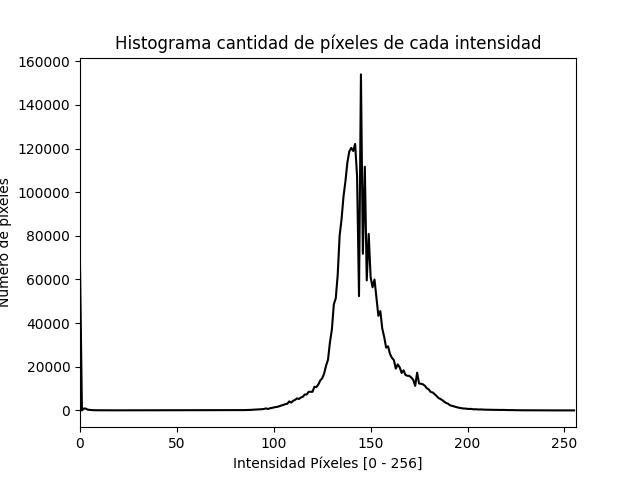 Histograma cantidad de píxeles de cada intensidad
160000
140000
120000
100000
80000
60000
40000
20000
0
Número de píxeles
0 50 100 150 200 250
Intensidad Píxeles [0 - 256]